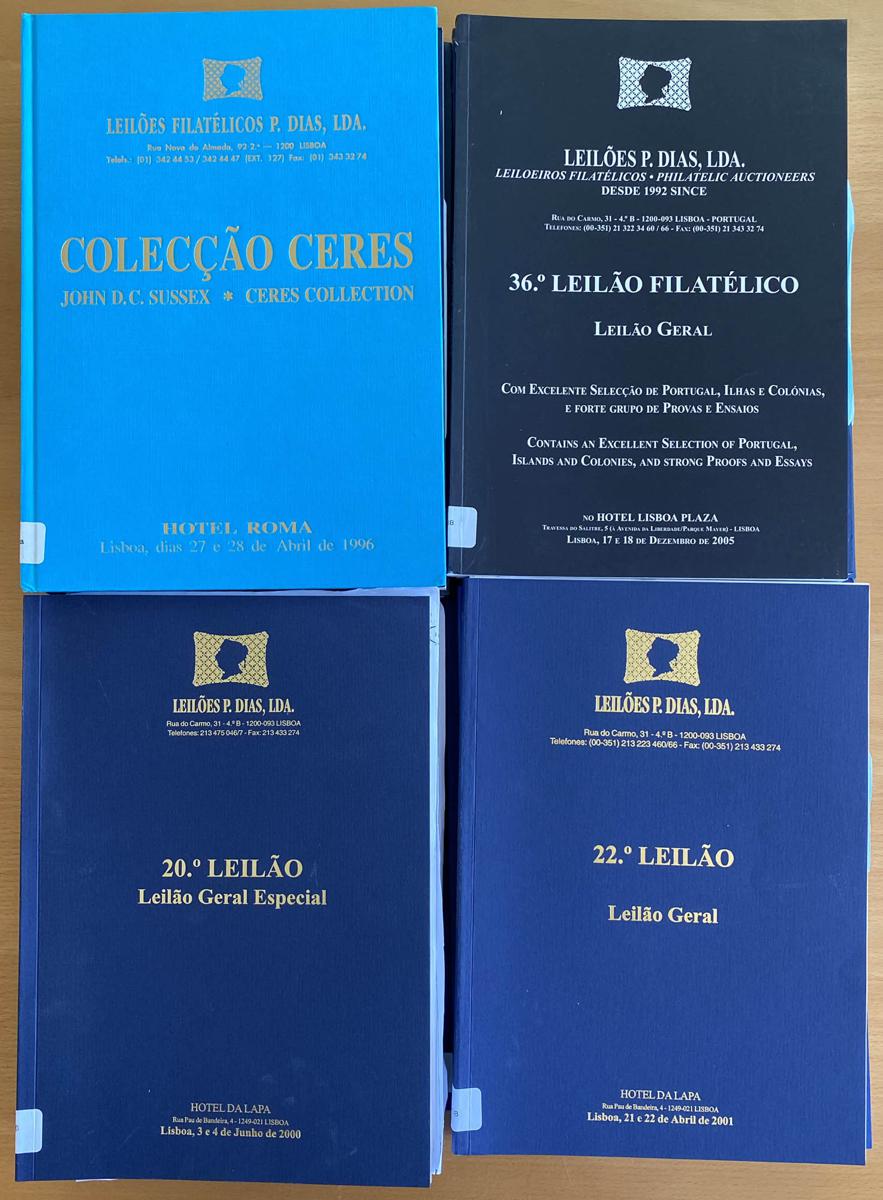 LEILÕES FILATÉLICOS P. DIAS, LDA.
Rua Nova do Almada, 92-2.º — 1200 LISBOA
Telefs.: (01) 342 44 53 / 342 44 47 (EXT. 127) Fax: (01) 343 32 74
COLECÇÃO CERES
JOHN D.C. SUSSEX * CERES COLLECTION
HOTEL ROMA
Lisboa, dias 27 e 28 de Abril de 1996
LEILÕES P. DIAS, LDA.
LEILOEIROS FILATÉLICOS • PHILATELIC AUCTIONEERS
DESDE 1992 SINCE
RUA DO CARMO, 31 - 4.º B - 1200-093 LISBOA - PORTUGAL
TELEFONES: (00-351) 21 322 34 60 / 66 - FAX: (00-351) 21 343 32 74
36.º LEILÃO FILATÉLICO
LEILÃO GERAL
COM EXCELENTE SELECÇÃO DE PORTUGAL, ILHAS E COLÓNIAS,
E FORTE GRUPO DE PROVAS E ENSAIOS
CONTAINS AN EXCELLENT SELECTION OF PORTUGAL,
ISLANDS AND COLONIES, AND STRONG PROOFS AND ESSAYS
NO HOTEL LISBOA PLAZA
TRAVESSA DO SALITRE, 5 (À AVENIDA DA LIBERDADE/PARQUE MAYER) - LISBOA
LISBOA, 17 E 18 DE DEZEMBRO DE 2005
LEILÕES P. DIAS, LDA.
Rua do Carmo, 31 - 4.º B - 1200-093 LISBOA
Telefones: 213 475 046/7 - Fax: 213 433 274
20.º LEILÃO
Leilão Geral Especial
HOTEL DA LAPA
Rua Pau de Bandeira, 4 - 1249-021 LISBOA
Lisboa, 3 e 4 de Junho de 2000
LEILÕES P. DIAS, LDA.
Rua do Carmo, 31 - 4.º B - 1200-093 LISBOA
Telefones: (00-351) 213 223 460/66 - Fax: (00-351) 213 433 274
22.º LEILÃO
Leilão Geral
HOTEL DA LAPA
Rua Pau de Bandeira, 4 - 1249-021 LISBOA
Lisboa, 21 e 22 de Abril de 2001